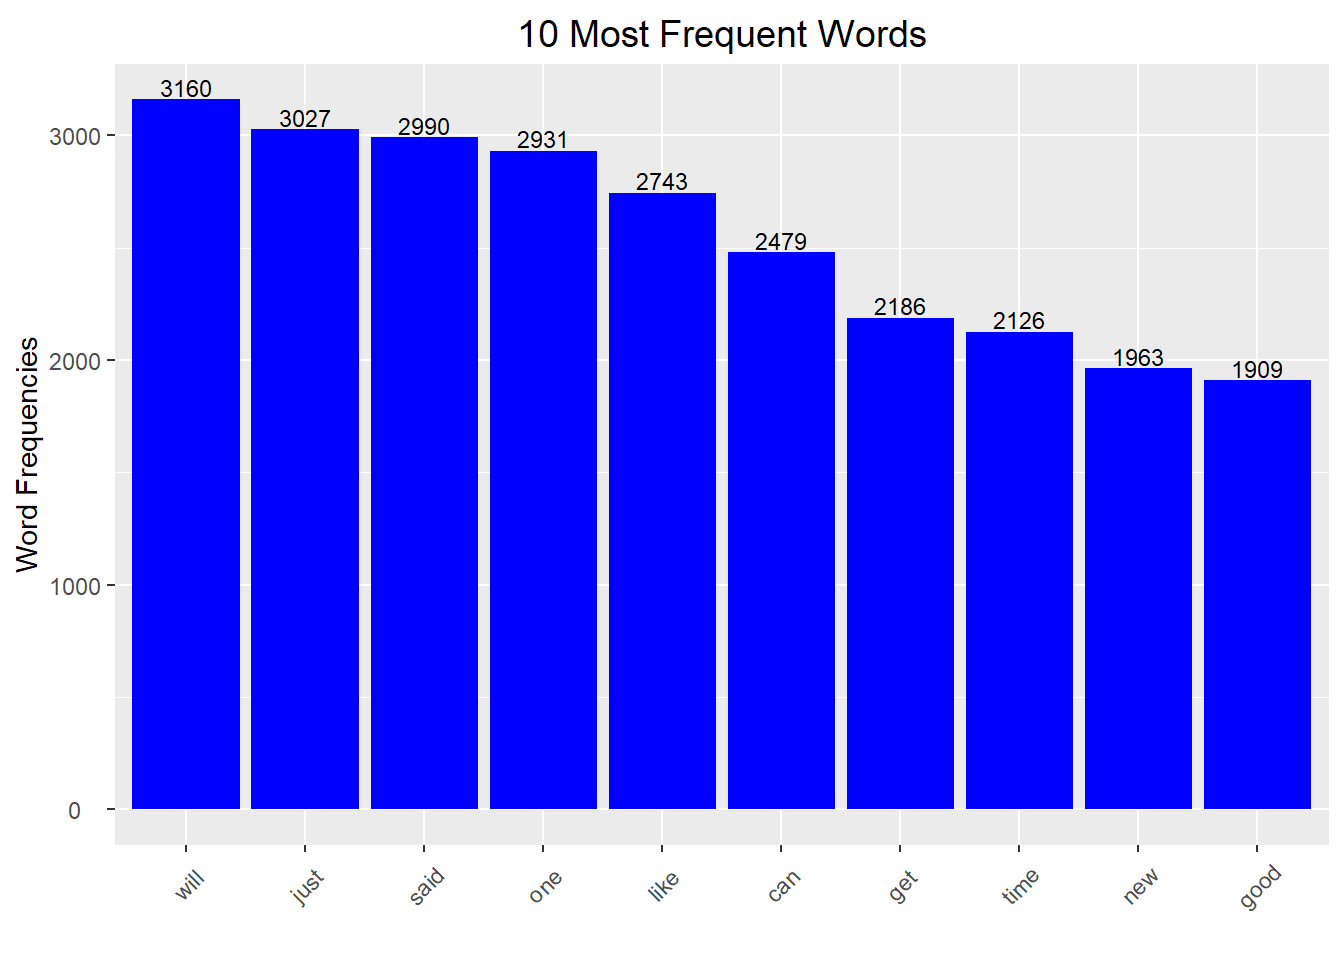 10 Most Frequent Words
Word Frequencies
3000
2000
1000
0
3160
3027
2990
2931
2743
2479
2186
2126
1963
1909
will
just
said
one
like
can
get
time
new
good